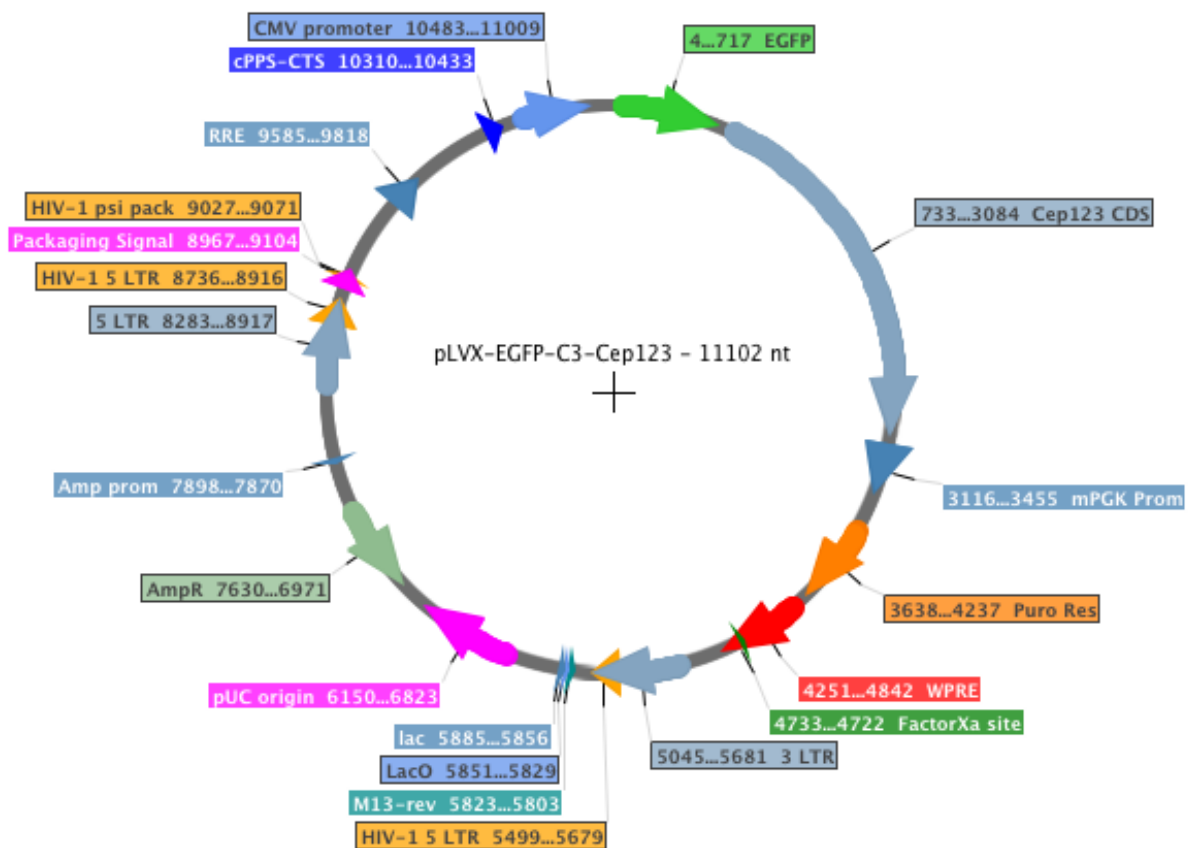 CMV promoter 10483...11009
4...717 EGFP
cPPS-CTS 10310...10433
RRE 9585...9818
HIV-1 psi pack 9027...9071
733...3084 Cep123 CDS
Packaging Signal 8967...9104
HIV-1 5 LTR 8736...8916
5 LTR 8283...8917
pLVX-EGFP-C3-Cep123 - 11102 nt
Amp prom 7898...7870
3116...3455 mPGK Prom
AmpR 7630...6971
3638...4237 Puro Res
pUC origin 6150...6823
4251...4842 WPRE
4733...4722 FactorXa site
lac 5885...5856
5045...5681 3 LTR
LacO 5851...5829
M13-rev 5823...5803
HIV-1 5 LTR 5499...5679